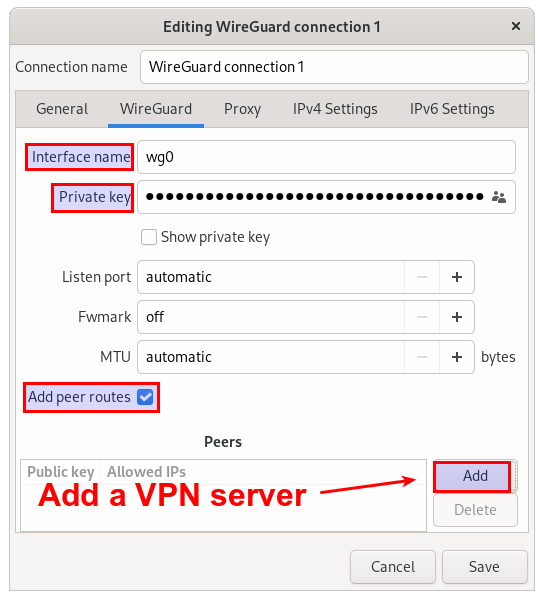 Editing WireGuard connection 1 ×
Connection name WireGuard connection 1
General WireGuard Proxy IPv4 Settings IPv6 Settings
Interface name wg0
Private key ••••••••••••••••••••••••••••••••••
Show private key
Listen port automatic − +
Fwmark off − +
MTU automatic − + bytes
Add peer routes
Peers
Public key Allowed IPs
Add a VPN server Add
Delete
Cancel Save